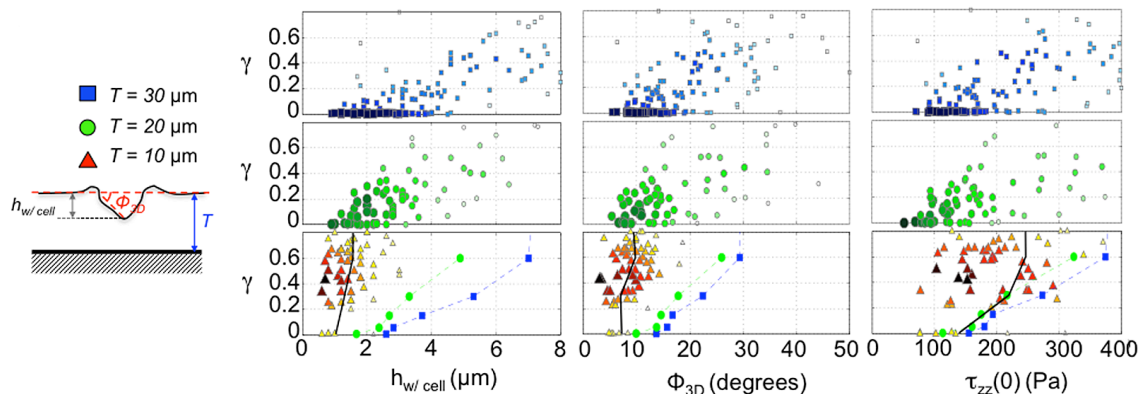 T = 30 µm
T = 20 µm
T = 10 µm
Φ3D
hw/ cell
T
γ
0.6
0.4
0.2
0
γ
0.6
0.4
0.2
0
γ
0.6
0.4
0.2
0
0 2 4 6 8
hw/ cell (µm)
0 10 20 30 40 50
Φ3D (degrees)
0 100 200 300 400
τzz(0) (Pa)